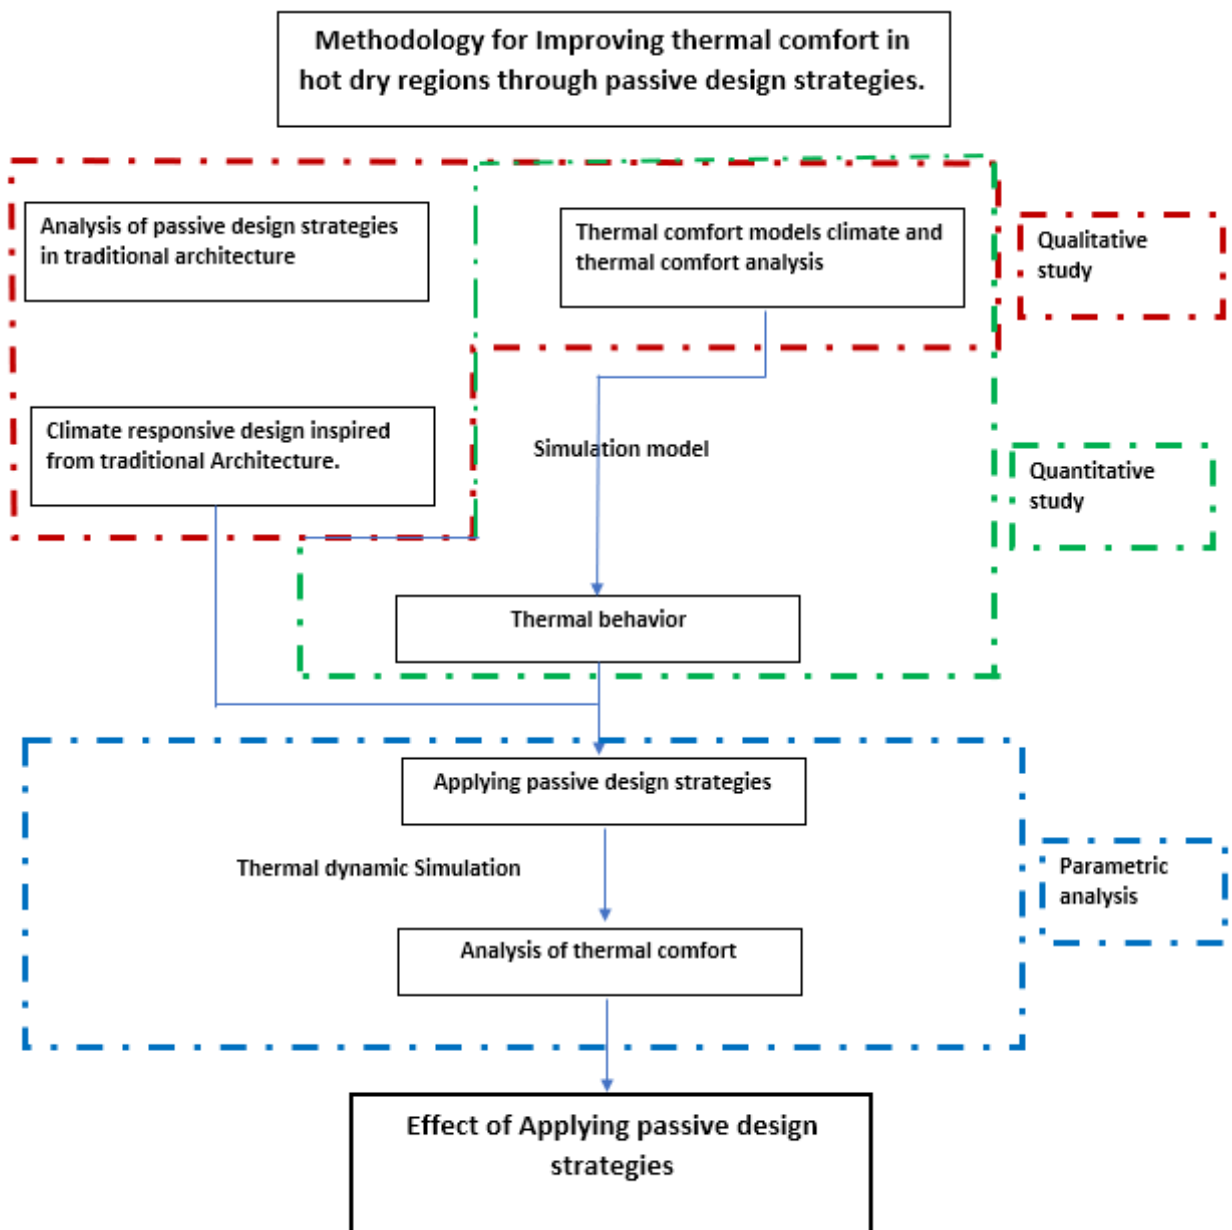 Methodology for Improving thermal comfort in
hot dry regions through passive design strategies.
Analysis of passive design strategies
in traditional architecture
Thermal comfort models climate and
thermal comfort analysis
Qualitative
study
Climate responsive design inspired
from traditional Architecture.
Simulation model
Quantitative
study
Thermal behavior
Applying passive design strategies
Thermal dynamic Simulation
Parametric
analysis
Analysis of thermal comfort
Effect of Applying passive design
strategies